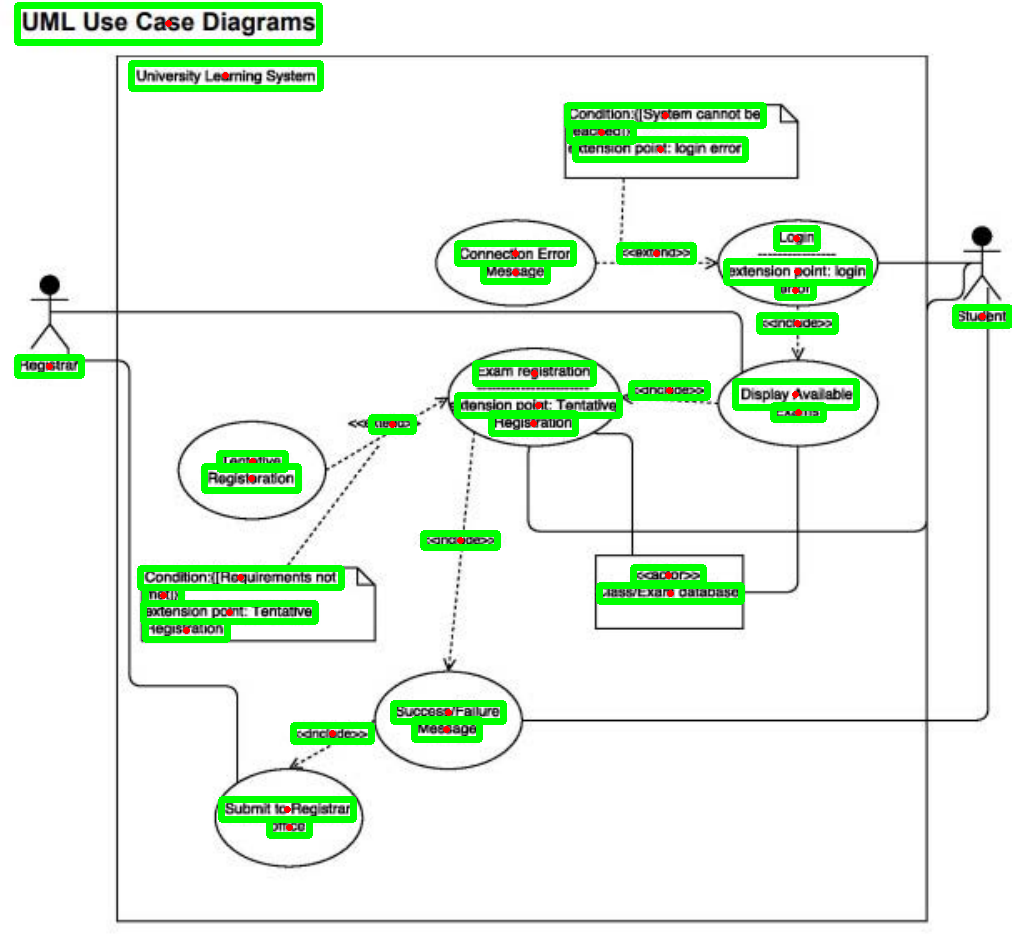 UML Use Case Diagrams
University Learning System
Condition:{[System cannot be
reached]}
extension point: login error
Connection Error
Message
<<extend>>
Login
extension point: login
error
Student
<<include>>
Registrar
Exam registration
extension point: Tentative
Registration
<<include>>
Display Available
Exams
<<extend>>
Tentative
Registeration
<<include>>
Condition:{[Requirements not
met]}
extension point: Tentative
Registration
<<actor>>
Class/Exam database
Success/Failure
Message
<<include>>
Submit to Registrar
office